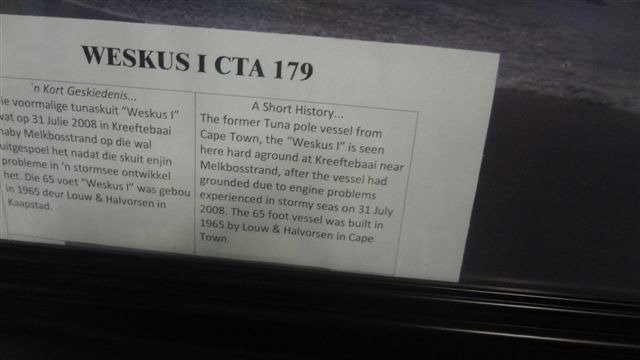 WESKUS I CTA 179
'n Kort Geskiedenis...
ie voormalige tunaskuit "Weskus I"
wat op 31 Julie 2008 in Kreeftebaai
naby Melkbosstrand op die wal
uitgespoel het nadat die skuit enjin
probleme in 'n stormsee ontwikkel
het. Die 65 voet "Weskus I" was gebou
in 1965 deur Louw & Halvorsen in
Kaapstad.
A Short History...
The former Tuna pole vessel from
Cape Town, the "Weskus I" is seen
here hard aground at Kreeftebaai near
Melkbosstrand, after the vessel had
grounded due to engine problems
experienced in stormy seas on 31 July
2008. The 65 foot vessel was built in
1965 by Louw & Halvorsen in Cape
Town.